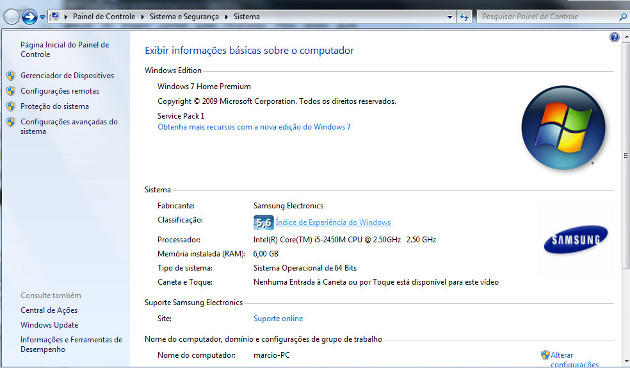 Painel de Controle ▸ Sistema e Segurança ▸ Sistema
Pesquisar Painel de Controle
Página Inicial do Painel de
Controle
Gerenciador de Dispositivos
Configurações remotas
Proteção do sistema
Configurações avançadas do
sistema
Consulte também
Central de Ações
Windows Update
Informações e Ferramentas de
Desempenho
Exibir informações básicas sobre o computador
Windows Edition
Windows 7 Home Premium
Copyright © 2009 Microsoft Corporation. Todos os direitos reservados.
Service Pack 1
Obtenha mais recursos com a nova edição do Windows 7
Sistema
Fabricante: Samsung Electronics
Classificação: 5,6 Índice de Experiência do Windows
Processador: Intel(R) Core(TM) i5-2450M CPU @ 2.50GHz 2.50 GHz
Memória instalada (RAM): 6,00 GB
Tipo de sistema: Sistema Operacional de 64 Bits
Caneta e Toque: Nenhuma Entrada à Caneta ou por Toque está disponível para este vídeo
SAMSUNG
Suporte Samsung Electronics
Site: Suporte online
Nome do computador, domínio e configurações de grupo de trabalho
Nome do computador: marcio-PC
Alterar
configurações